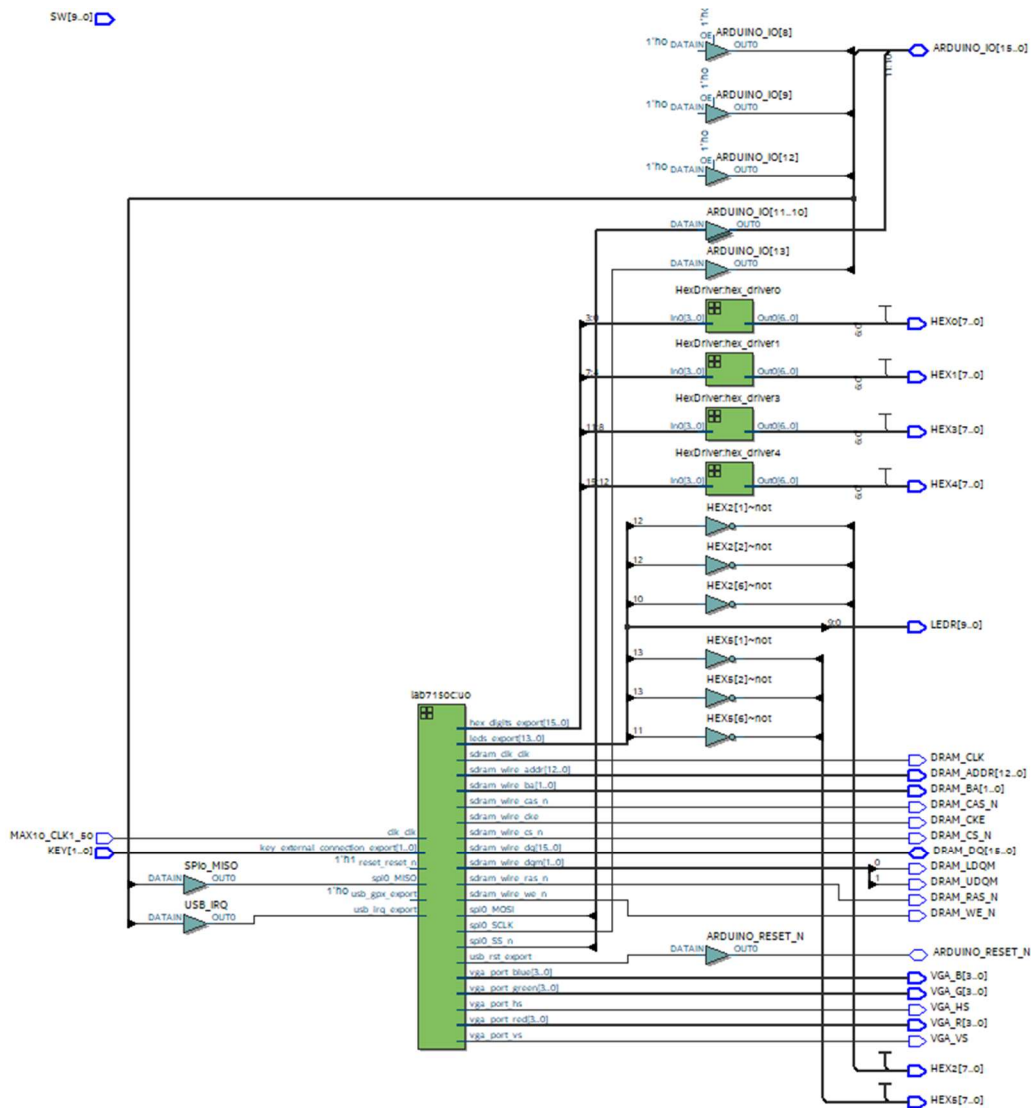 SW[9..0]
1'h0
OE
ARDUINO_IO[8]
1'h0 DATAIN OUT0
ARDUINO_IO[15..0]
11:10
1'h0
OE
ARDUINO_IO[9]
1'h0 DATAIN OUT0
1'h0
OE
ARDUINO_IO[12]
1'h0 DATAIN OUT0
ARDUINO_IO[11..10]
DATAIN OUT0
ARDUINO_IO[13]
DATAIN OUT0
HexDriver:hex_driver0
3:0 In0[3..0] Out0[6..0] 6:0 HEX0[7..0]
HexDriver:hex_driver1
7:4 In0[3..0] Out0[6..0] 6:0 HEX1[7..0]
HexDriver:hex_driver3
11:8 In0[3..0] Out0[6..0] 6:0 HEX3[7..0]
HexDriver:hex_driver4
15:12 In0[3..0] Out0[6..0] 6:0 HEX4[7..0]
HEX2[1]~not
12
HEX2[2]~not
12
HEX2[6]~not
10
9:0 LEDR[9..0]
HEX5[1]~not
13
HEX5[2]~not
13
HEX5[6]~not
11
lab71soc:u0
hex_digits_export[15..0]
leds_export[13..0]
sdram_clk_clk DRAM_CLK
sdram_wire_addr[12..0] DRAM_ADDR[12..0]
sdram_wire_ba[1..0] DRAM_BA[1..0]
sdram_wire_cas_n DRAM_CAS_N
sdram_wire_cke DRAM_CKE
MAX10_CLK1_50 clk_clk sdram_wire_cs_n DRAM_CS_N
KEY[1..0] key_external_connection_export[1..0] sdram_wire_dq[15..0] DRAM_DQ[15..0]
1'h1 reset_reset_n sdram_wire_dqm[1..0] 0 DRAM_LDQM
SPI0_MISO
DATAIN OUT0 spi0_MISO sdram_wire_ras_n 1 DRAM_UDQM
1'h0 usb_gpx_export sdram_wire_we_n DRAM_RAS_N
USB_IRQ
usb_irq_export spi0_MOSI DRAM_WE_N
DATAIN OUT0 spi0_SCLK
spi0_SS_n
ARDUINO_RESET_N
usb_rst_export DATAIN OUT0 ARDUINO_RESET_N
vga_port_blue[3..0] VGA_B[3..0]
vga_port_green[3..0] VGA_G[3..0]
vga_port_hs VGA_HS
vga_port_red[3..0] VGA_R[3..0]
vga_port_vs VGA_VS
HEX2[7..0]
HEX5[7..0]